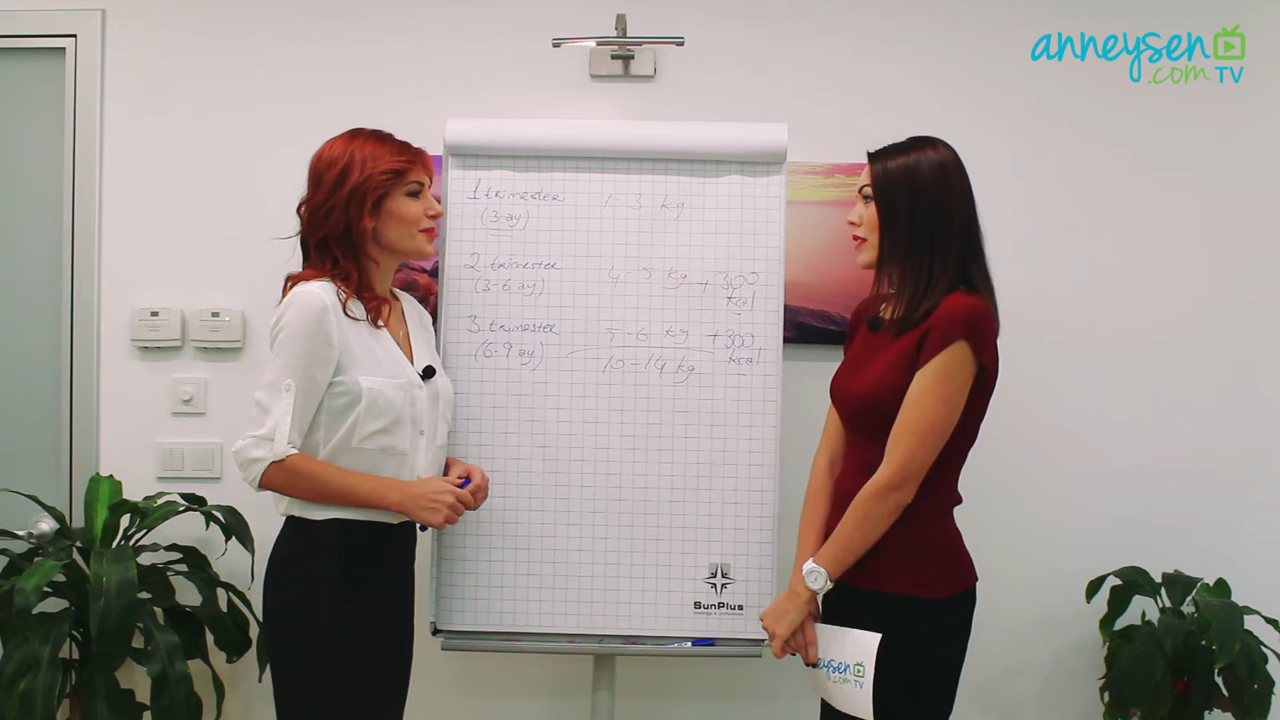 anneysen
.com TV
1 trimester 1-3 kg
(3-ay)
2 trimester 4-5 kg +300
(3-6 ay) kcal
3. trimester 5-6 kg +300
(6-9 ay) 10-14 kg kcal
SunPlus
neysen
.com TV